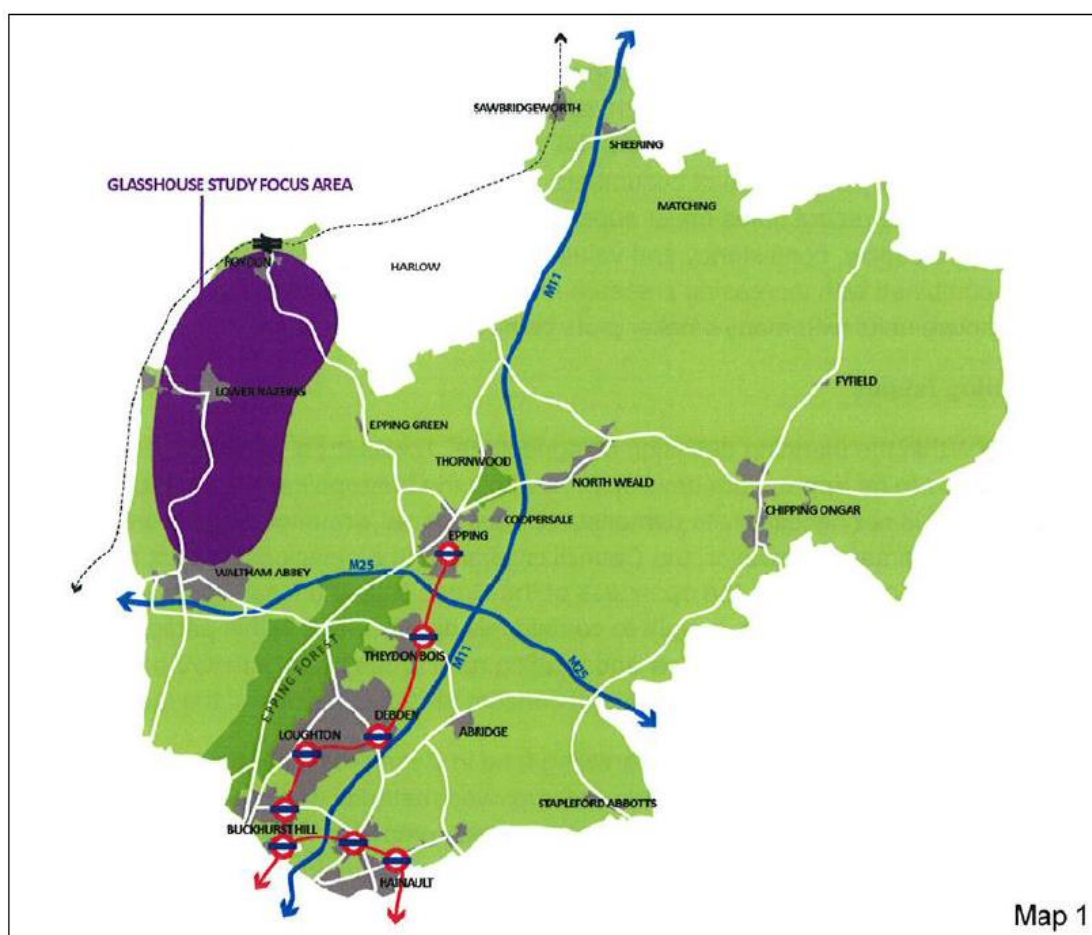 SAWBRIDGEWORTH
SHEERING
GLASSHOUSE STUDY FOCUS AREA
MATCHING
ROYDON
HARLOW
M11
FYFIELD
LOWER NAZEING
EPPING GREEN
THORNWOOD
NORTH WEALD
CHIPPING ONGAR
COOPERSALE
EPPING
M25
WALTHAM ABBEY
THEYDON BOIS
M11
M25
EPPING FOREST
DEBDEN
LOUGHTON
ABRIDGE
STAPLEFORD ABBOTTS
BUCKHURST HILL
HAINAULT
Map 1